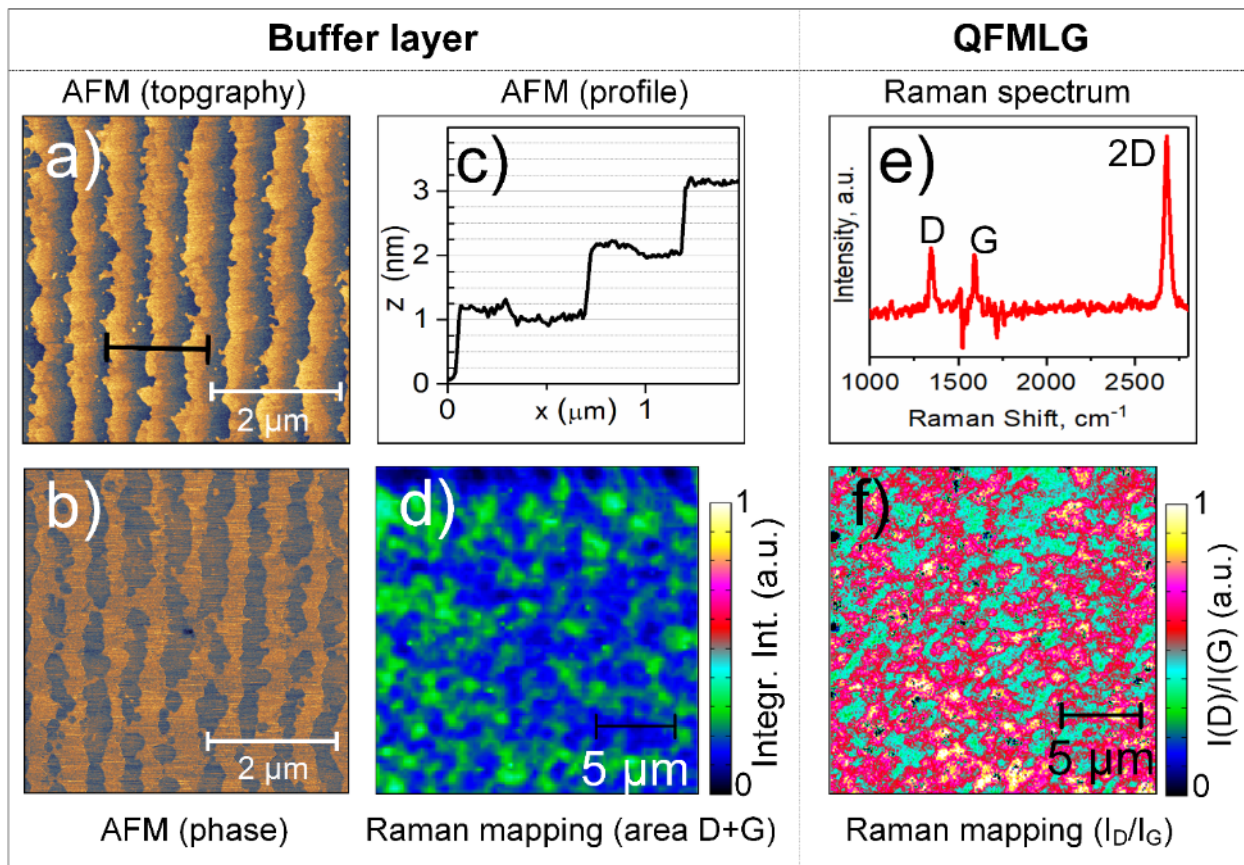 Buffer layer
QFMLG
AFM (topgraphy)
AFM (profile)
Raman spectrum
a)
2 µm
c)
z (nm)
3
2
1
0
0
1
x (µm)
e)
D
G
2D
Intensity, a.u.
1000
1500
2000
2500
Raman Shift, cm-1
b)
2 µm
d)
5 µm
1
0
Integr. Int. (a.u.)
f)
5 µm
1
0
I(D)/I(G) (a.u.)
AFM (phase)
Raman mapping (area D+G)
Raman mapping (ID/IG)